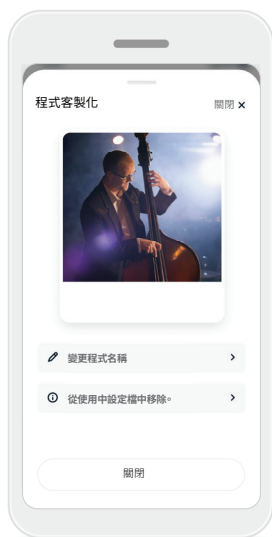 程式客製化
關閉 ×
變更程式名稱
從使用中設定檔中移除。
關閉